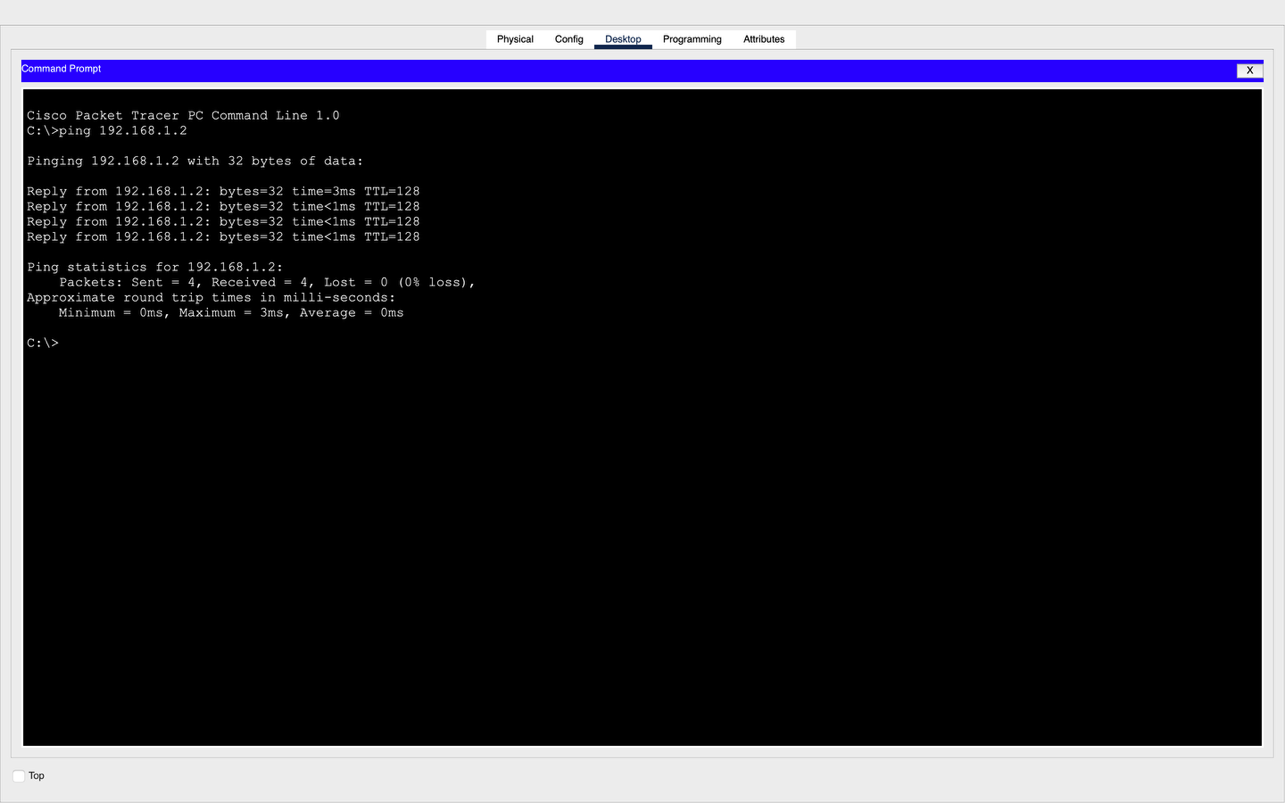 Physical Config Desktop Programming Attributes
Command Prompt
X
Cisco Packet Tracer PC Command Line 1.0
C:\>ping 192.168.1.2
Pinging 192.168.1.2 with 32 bytes of data:
Reply from 192.168.1.2: bytes=32 time=3ms TTL=128
Reply from 192.168.1.2: bytes=32 time<1ms TTL=128
Reply from 192.168.1.2: bytes=32 time<1ms TTL=128
Reply from 192.168.1.2: bytes=32 time<1ms TTL=128
Ping statistics for 192.168.1.2:
    Packets: Sent = 4, Received = 4, Lost = 0 (0% loss),
Approximate round trip times in milli-seconds:
    Minimum = 0ms, Maximum = 3ms, Average = 0ms
C:\>
Top